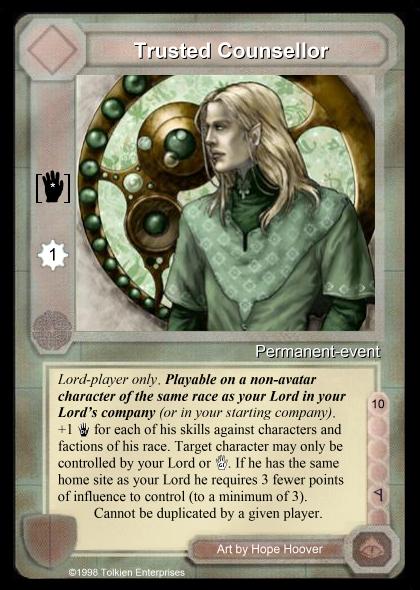 Trusted Counsellor
1
Permanent-event
Lord-player only. Playable on a non-avatar
character of the same race as your Lord in your
Lord's company (or in your starting company).
+1 for each of his skills against characters and
factions of his race. Target character may only be
controlled by your Lord or . If he has the same
home site as your Lord he requires 3 fewer points
of influence to control (to a minimum of 3).
Cannot be duplicated by a given player.
10
Art by Hope Hoover
©1998 Tolkien Enterprises